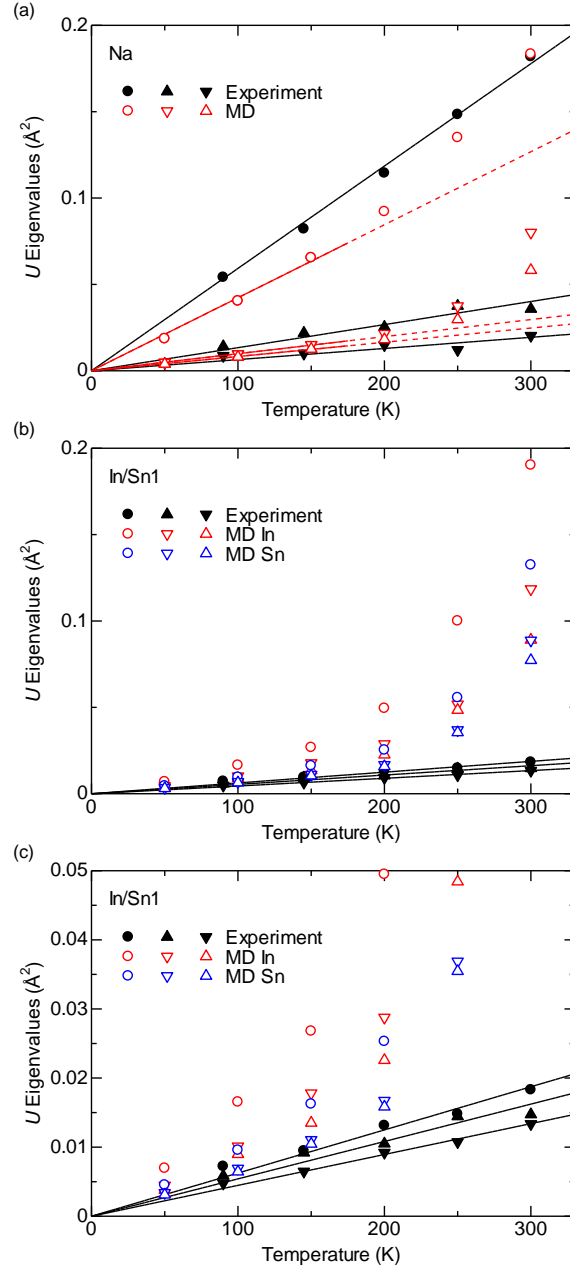 (a)
0.2
Na
Experiment
MD
0.1
U Eigenvalues (Å²)
0
0 100 200 300
Temperature (K)
(b)
0.2
In/Sn1
Experiment
MD In
MD Sn
0.1
U Eigenvalues (Å²)
0
0 100 200 300
Temperature (K)
(c)
0.05
In/Sn1
Experiment
0.04
MD In
MD Sn
0.03
U Eigenvalues (Å²)
0.02
0.01
0
0 100 200 300
Temperature (K)